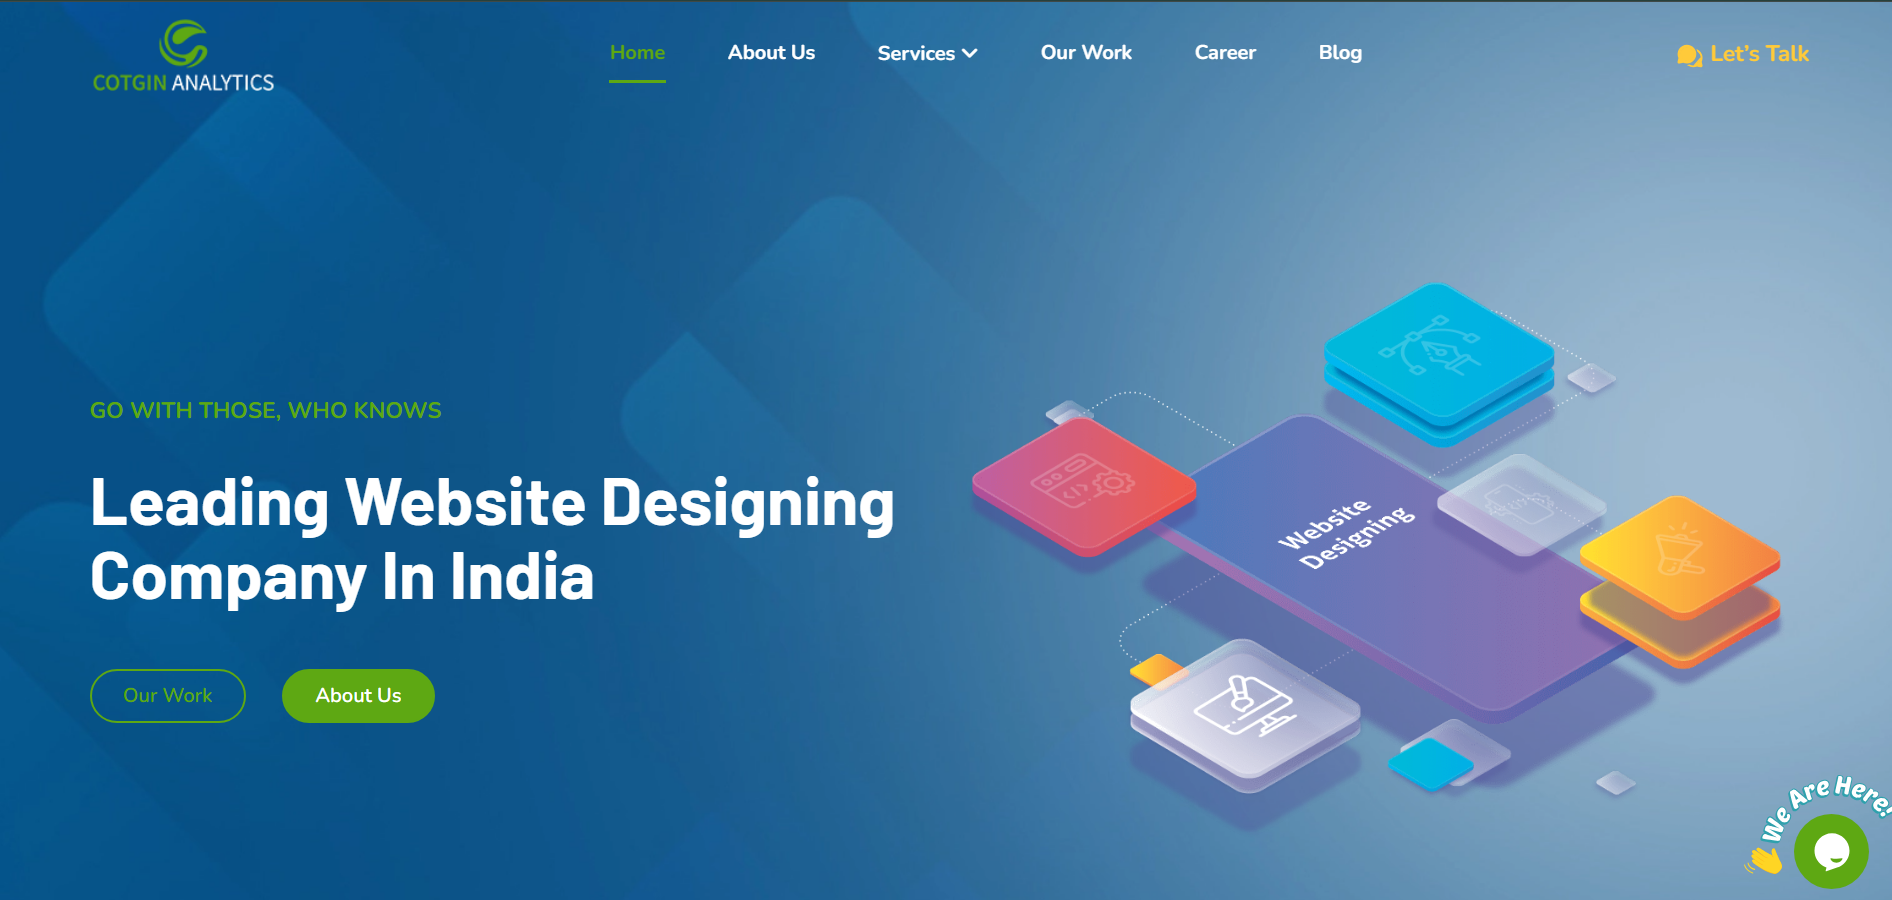 COTGIN ANALYTICS
Home
About Us
Services
Our Work
Career
Blog
Let's Talk
GO WITH THOSE, WHO KNOWS
Leading Website Designing
Company In India
Our Work
About Us
Website
Designing
We Are Here!